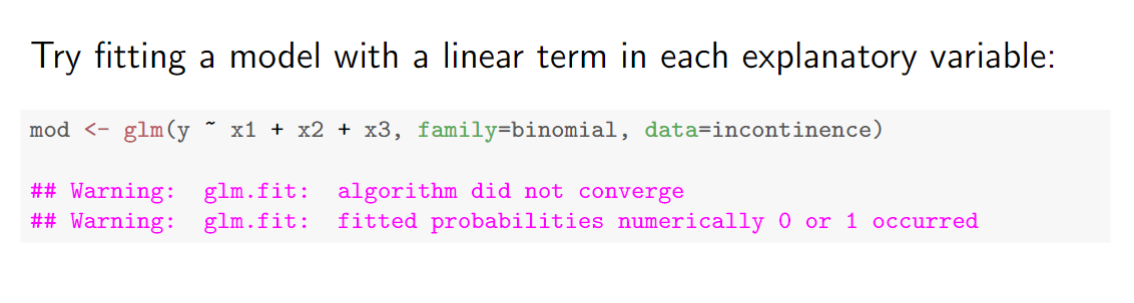 Try fitting a model with a linear term in each explanatory variable:
mod <- glm(y ~ x1 + x2 + x3, family=binomial, data=incontinence)
## Warning: glm.fit: algorithm did not converge
## Warning: glm.fit: fitted probabilities numerically 0 or 1 occurred